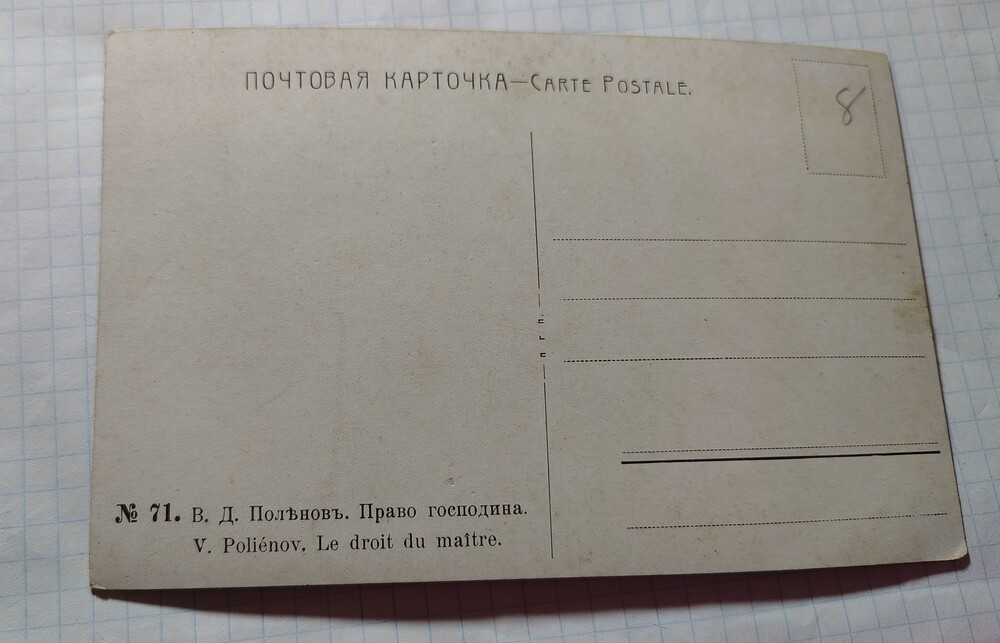 ПОЧТОВАЯ КАРТОЧКА—CARTE POSTALE.
8
№ 71. В. Д. Полѣновъ. Право господина.
V. Poliénov. Le droit du maître.